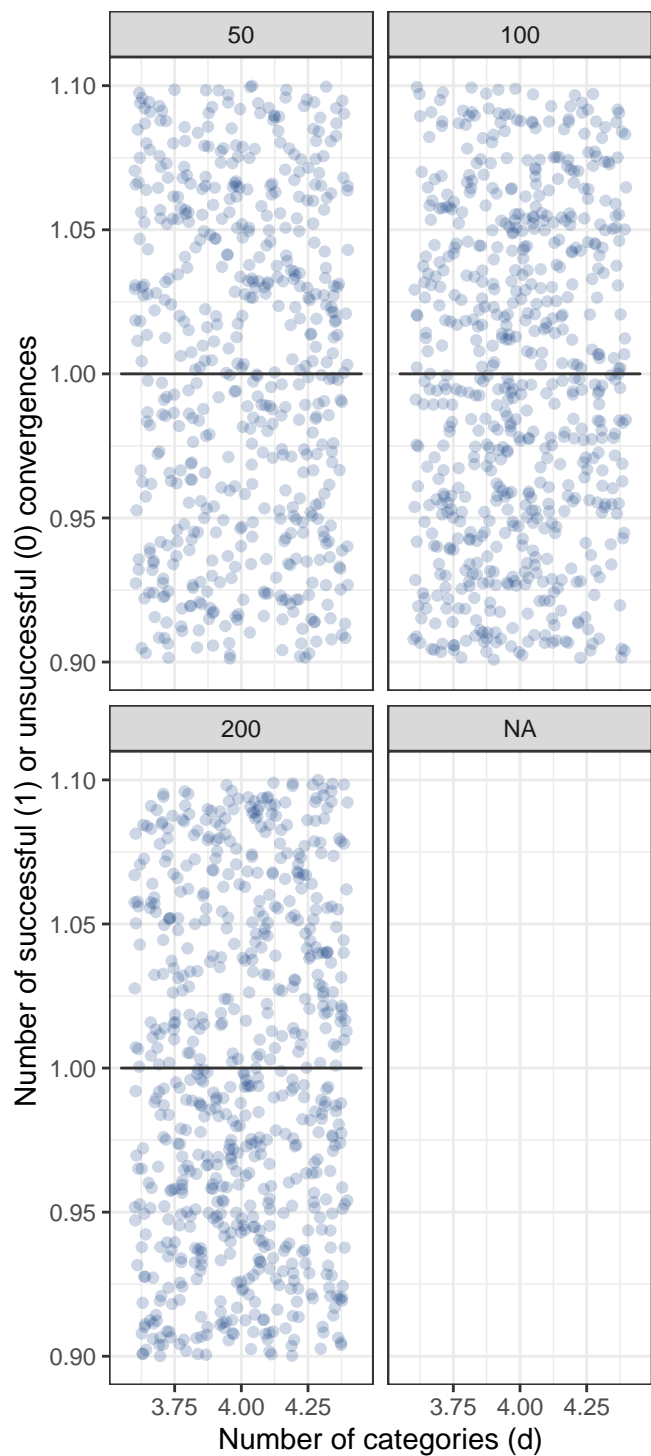 50
100
1.10
1.05
1.00
0.95
0.90
Number of successful (1) or unsuccessful (0) convergences
200
NA
1.10
1.05
1.00
0.95
0.90
3.75 4.00 4.25
3.75 4.00 4.25
Number of categories (d)